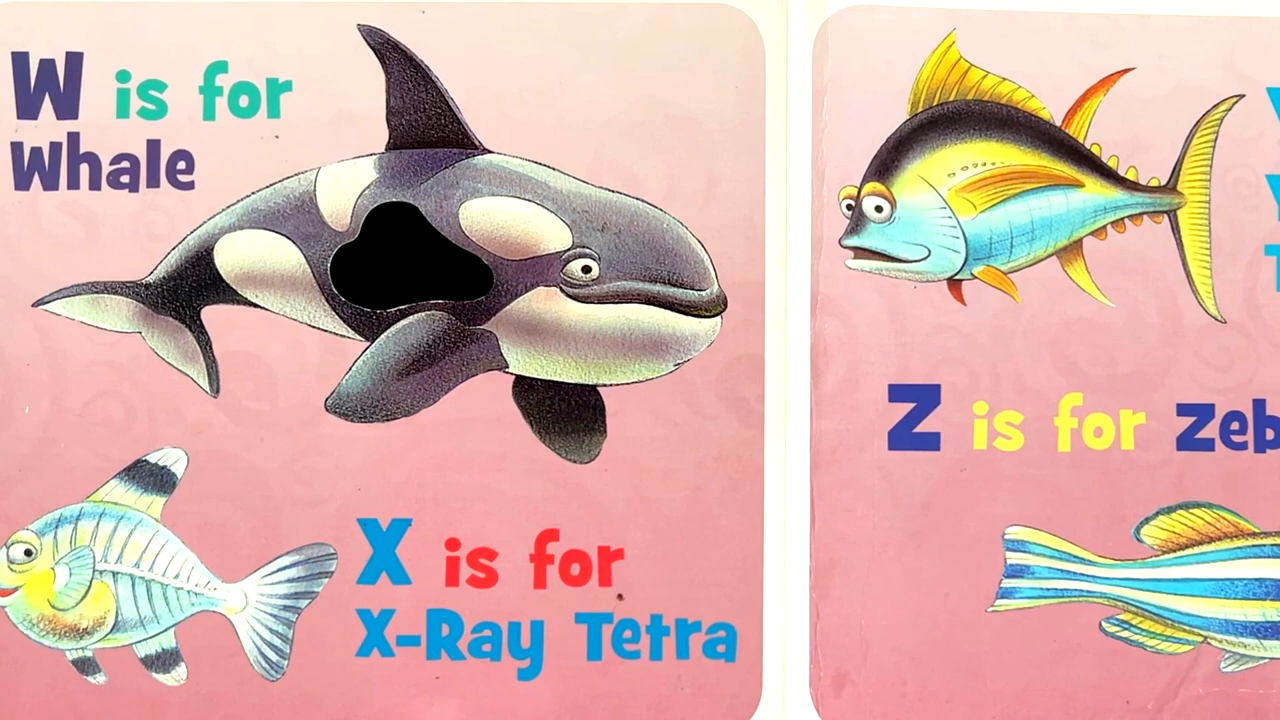 W is for
Whale
X is for
X-Ray Tetra
Z is for